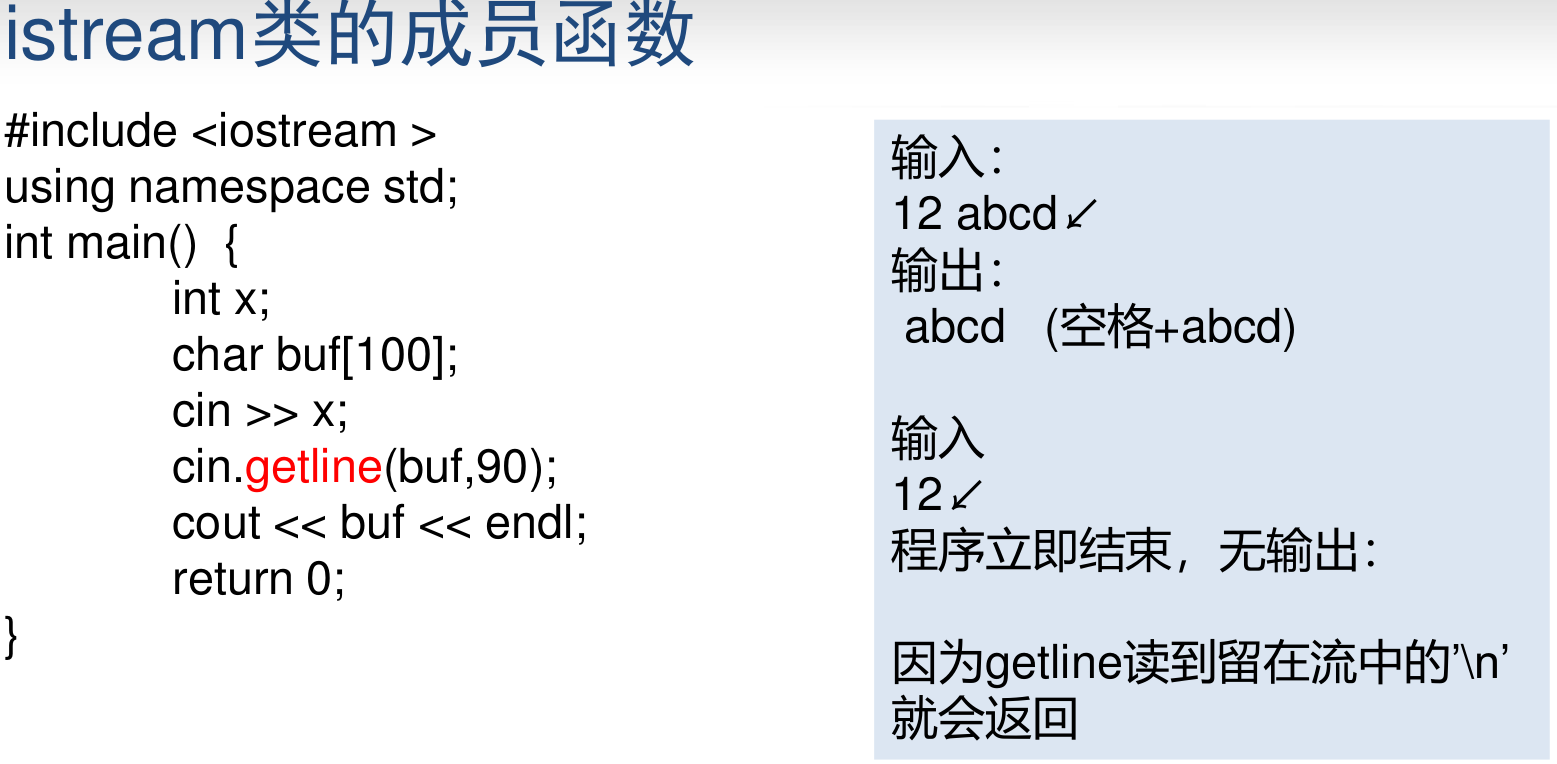 istream类的成员函数
#include <iostream >
using namespace std;
int main()  {
int x;
char buf[100];
cin >> x;
cin.getline(buf,90);
cout << buf << endl;
return 0;
}
输入：
12 abcd↙
输出：
 abcd   (空格+abcd)
输入
12↙
程序立即结束，无输出：
因为getline读到留在流中的’\n’
就会返回